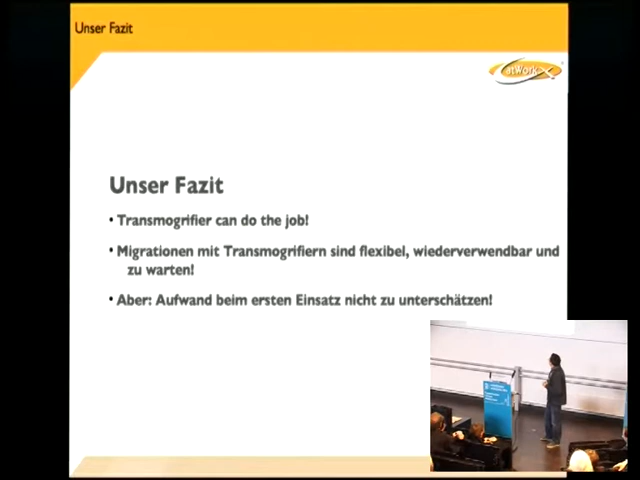 Unser Fazit
atWork
Unser Fazit
• Transmogrifier can do the job!
• Migrationen mit Transmogrifiern sind flexibel, wiederverwendbar und
zu warten!
• Aber: Aufwand beim ersten Einsatz nicht zu unterschätzen!